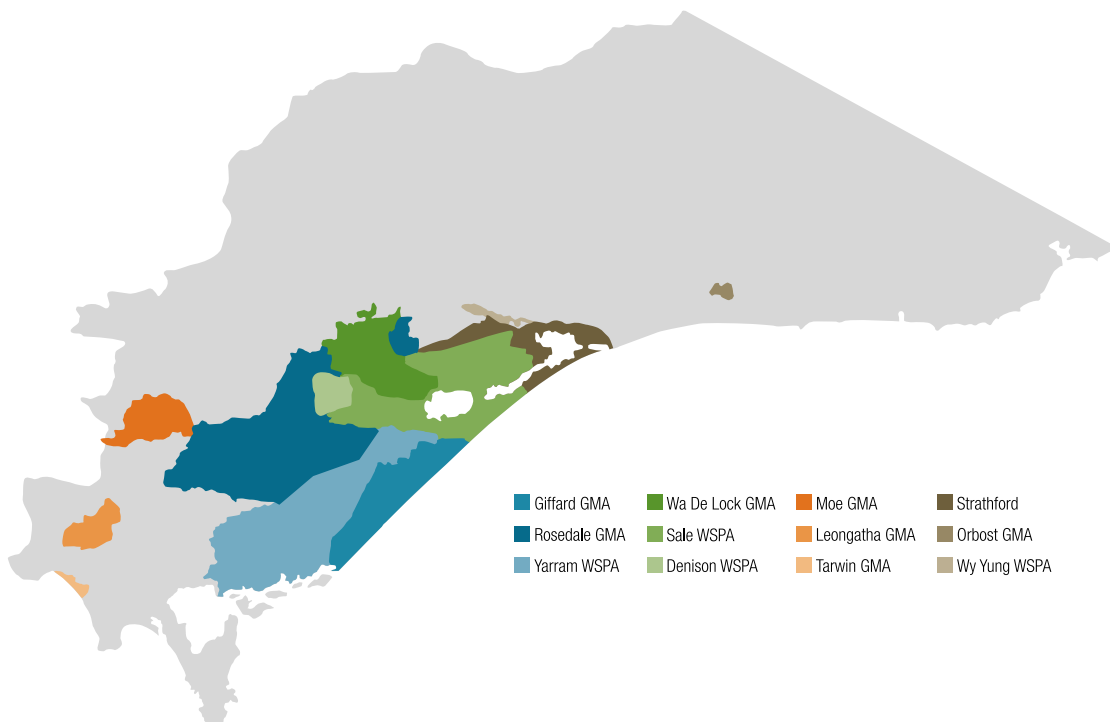 Giffard GMA
Rosedale GMA
Yarram WSPA
Wa De Lock GMA
Sale WSPA
Denison WSPA
Moe GMA
Leongatha GMA
Tarwin GMA
Strathford
Orbost GMA
Wy Yung WSPA